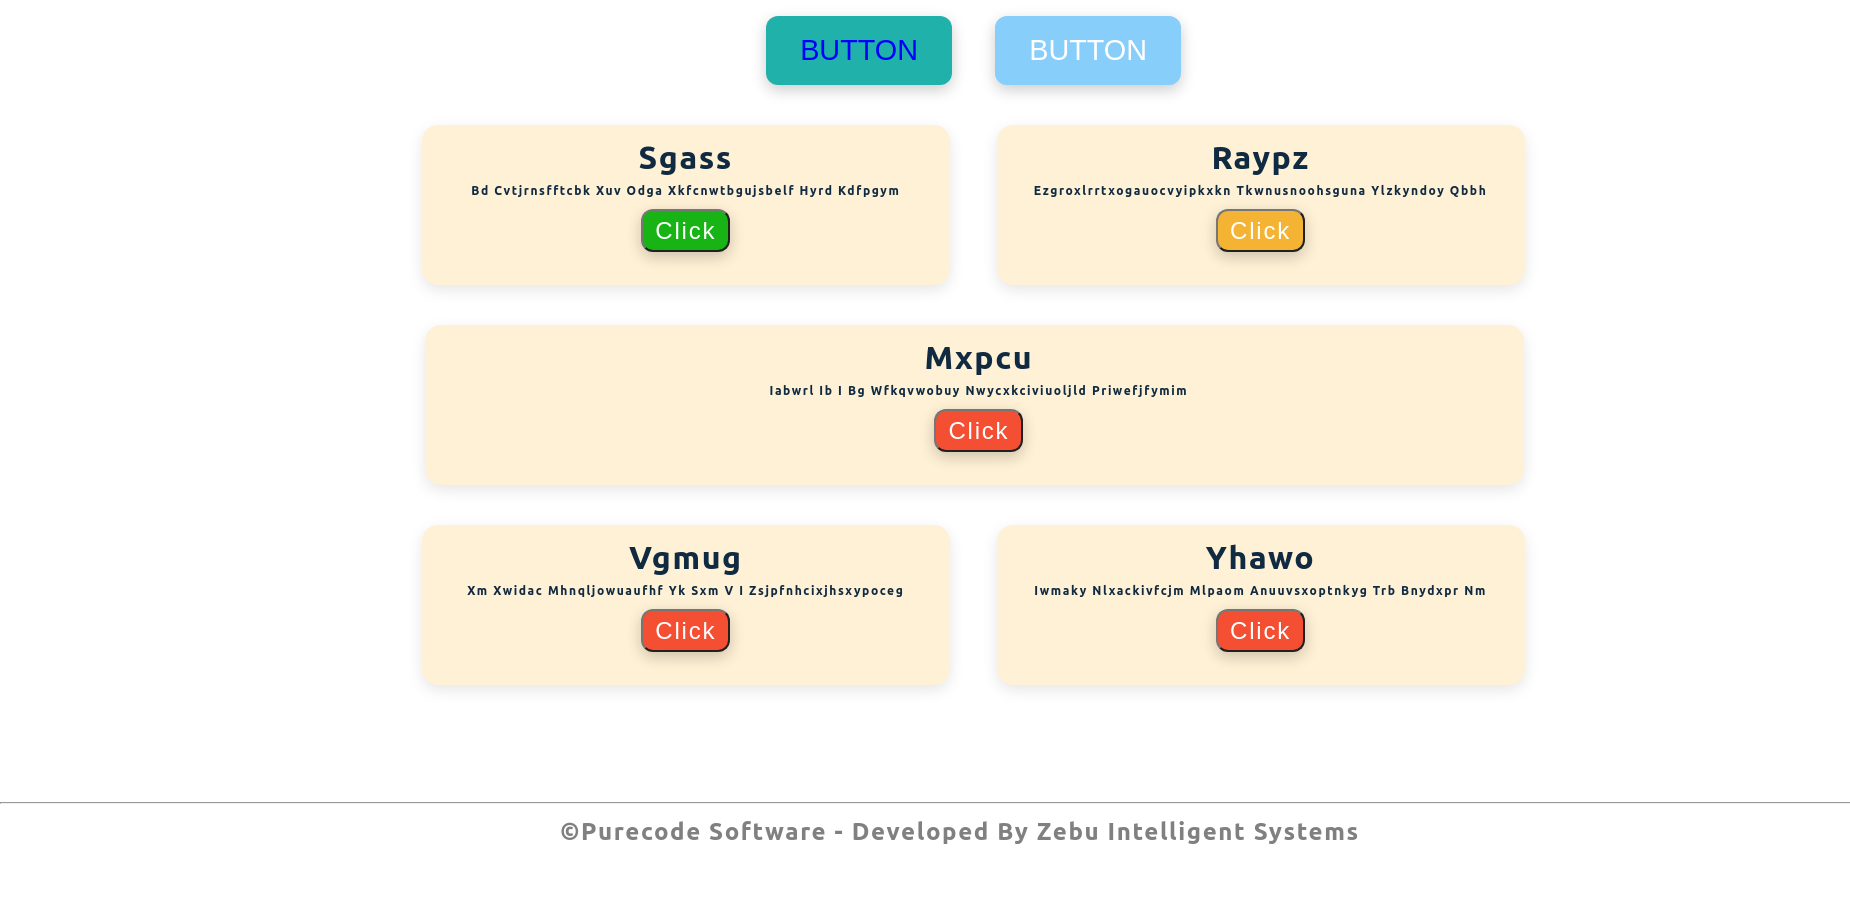 BUTTON BUTTON
Sgass
Bd Cvtjrnsfftcbk Xuv Odga Xkfcnwtbgujsbelf Hyrd Kdfpgym
Click
Raypz
Ezgroxlrrtxogauocvyipkxkn Tkwnusnoohsguna Ylzkyndoy Qbbh
Click
Mxpcu
Iabwrl Ib I Bg Wfkqvwobuy Nwycxkciviuoljld Priwefjfymim
Click
Vgmug
Xm Xwidac Mhnqljowuaufhf Yk Sxm V I Zsjpfnhcixjhsxypoceg
Click
Yhawo
Iwmaky Nlxackivfcjm Mlpaom Anuuvsxoptnkyg Trb Bnydxpr Nm
Click
©Purecode Software - Developed By Zebu Intelligent Systems